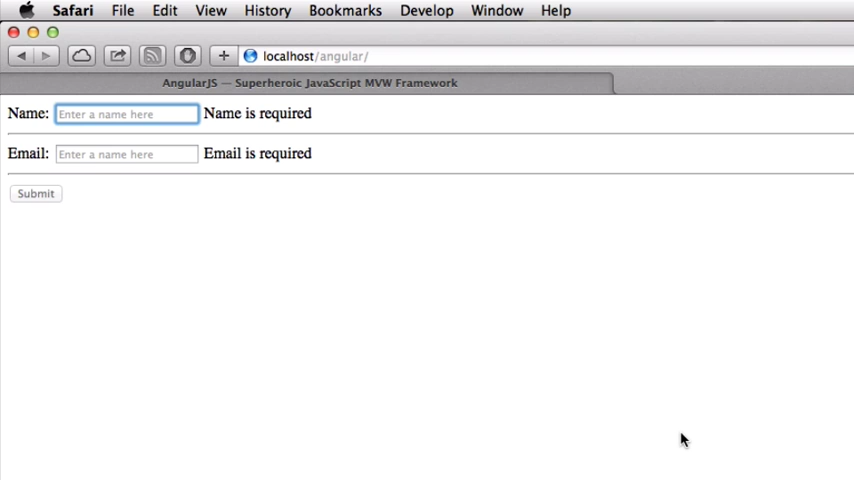 Safari File Edit View History Bookmarks Develop Window Help
localhost/angular/
AngularJS — Superheroic JavaScript MVW Framework
Name: Enter a name here Name is required
Email: Enter a name here Email is required
Submit